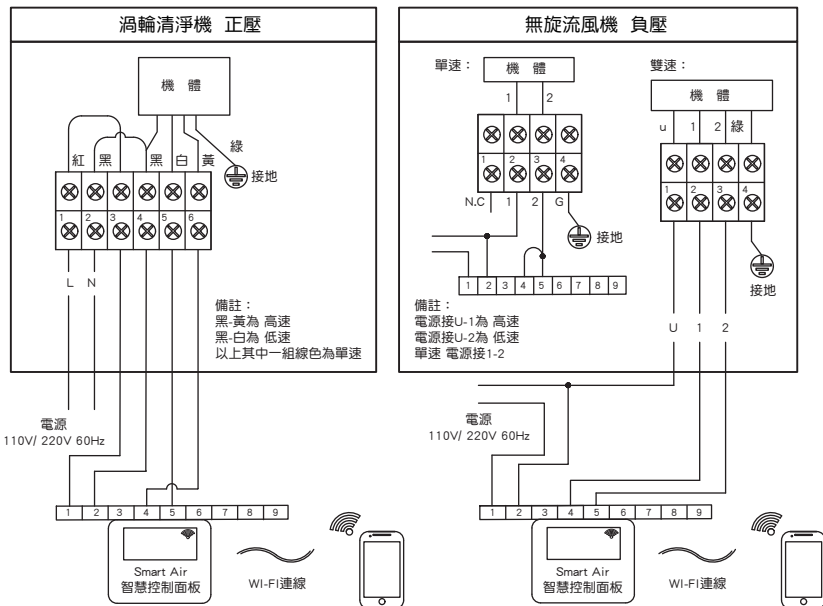 渦輪清淨機 正壓
機 體
紅 黑 黑 白 黃 綠
接地
1 2 3 4 5 6
L N
備註：
黑-黃為 高速
黑-白為 低速
以上其中一組線色為單速
電源
110V/ 220V 60Hz
1 2 3 4 5 6 7 8 9
Smart Air
智慧控制面板
WI-FI連線
無旋流風機 負壓
單速：
機 體
1 2
1 2 3 4
N.C 1 2 G
接地
1 2 3 4 5 6 7 8 9
備註：
電源接U-1為 高速
電源接U-2為 低速
單速 電源接1-2
雙速：
機 體
u 1 2 綠
1 2 3 4
接地
U 1 2
電源
110V/ 220V 60Hz
1 2 3 4 5 6 7 8 9
Smart Air
智慧控制面板
WI-FI連線